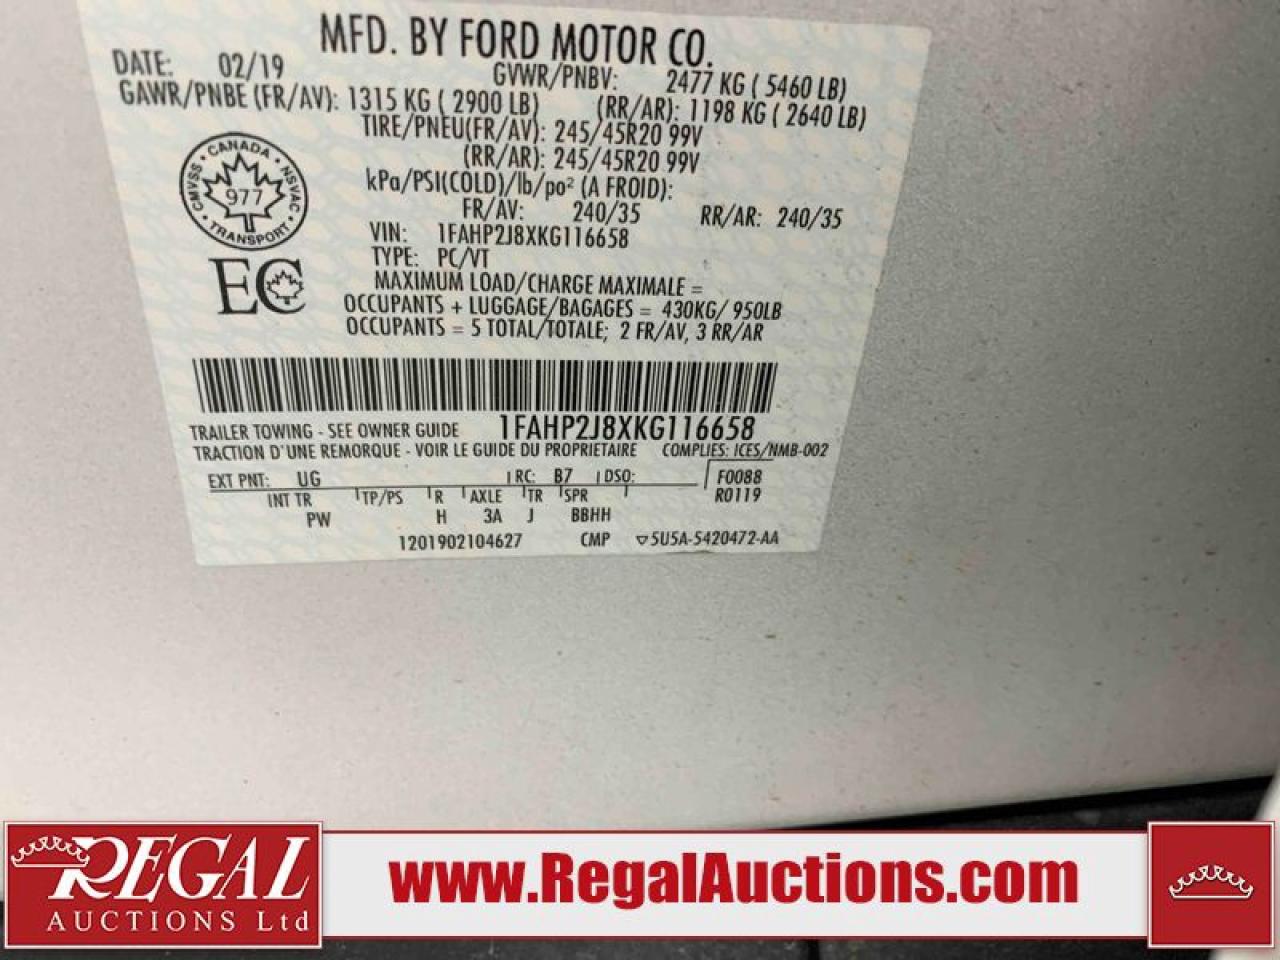 MFD. BY FORD MOTOR CO.
DATE: 02/19 GVWR/PNBV: 2477 KG ( 5460 LB)
GAWR/PNBE (FR/AV): 1315 KG ( 2900 LB) (RR/AR): 1198 KG ( 2640 LB)
TIRE/PNEU(FR/AV): 245/45R20 99V
(RR/AR): 245/45R20 99V
kPa/PSI(COLD)/lb/po² (A FROID):
FR/AV: 240/35 RR/AR: 240/35
CANADA
CMVSS NSVAC
977
TRANSPORT
VIN: 1FAHP2J8XKG116658
TYPE: PC/VT
EC
MAXIMUM LOAD/CHARGE MAXIMALE =
OCCUPANTS + LUGGAGE/BAGAGES = 430KG/ 950LB
OCCUPANTS = 5 TOTAL/TOTALE; 2 FR/AV, 3 RR/AR
1FAHP2J8XKG116658
TRAILER TOWING - SEE OWNER GUIDE
TRACTION D'UNE REMORQUE - VOIR LE GUIDE DU PROPRIETAIRE COMPLIES: ICES/NMB-002
EXT PNT: UG RC: B7 DSO: F0088
INT TR TP/PS R AXLE TR SPR R0119
PW H 3A J BBHH
1201902104627 CMP ▽5U5A-5420472-AA
REGAL
AUCTIONS Ltd
www.RegalAuctions.com